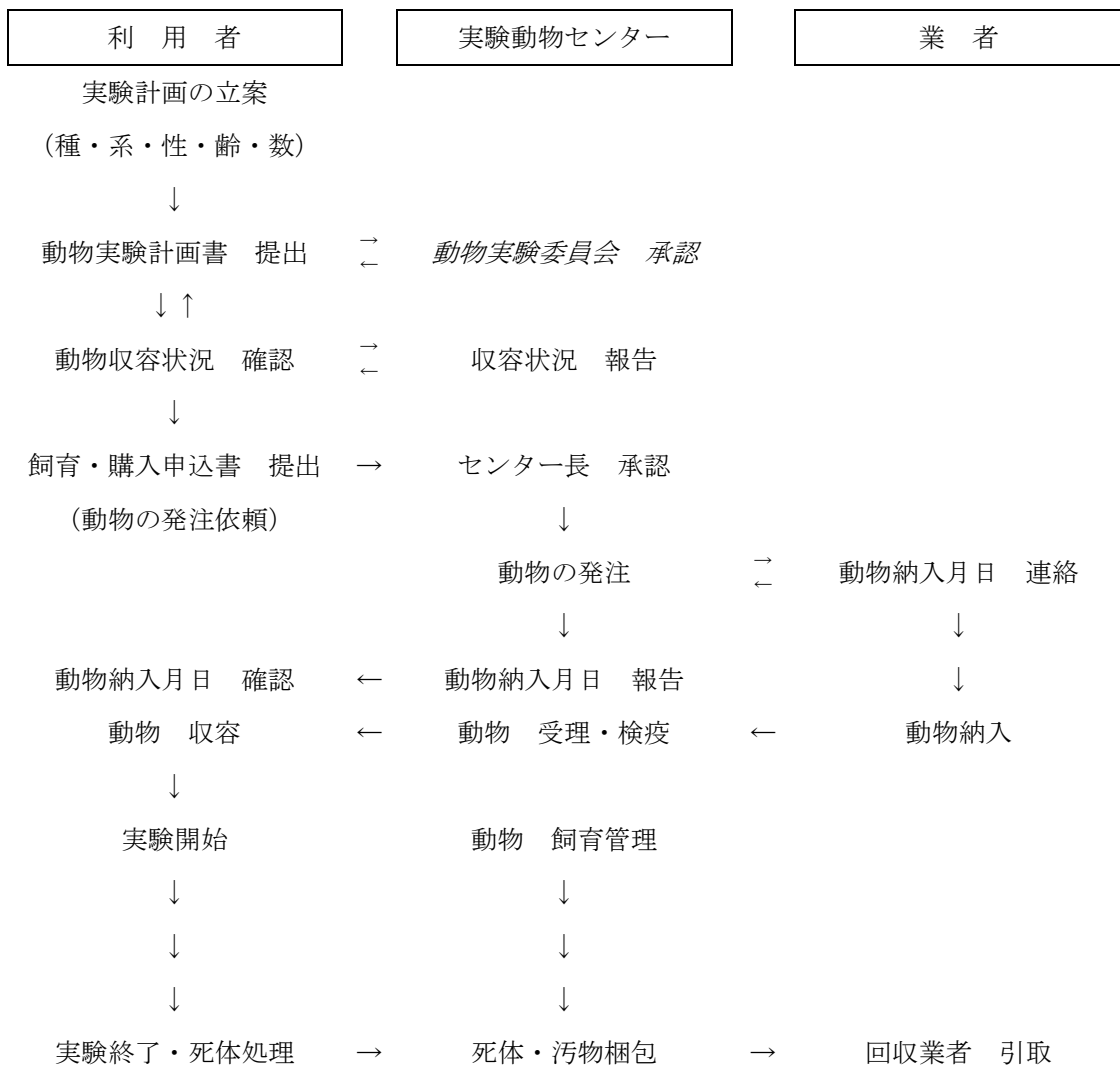 利　用　者　実験動物センター　業　者
実験計画の立案
（種・系・性・齢・数）
↓
動物実験計画書　提出　→←　動物実験委員会　承認
↓↑
動物収容状況　確認　→←　収容状況　報告
↓
飼育・購入申込書　提出　→　センター長　承認
（動物の発注依頼）　↓
動物の発注　→←　動物納入月日　連絡
↓　↓
動物納入月日　確認　←　動物納入月日　報告　↓
動物　収容　←　動物　受理・検疫　←　動物納入
↓
実験開始　動物　飼育管理
↓　↓
↓　↓
↓　↓
実験終了・死体処理　→　死体・汚物梱包　→　回収業者　引取